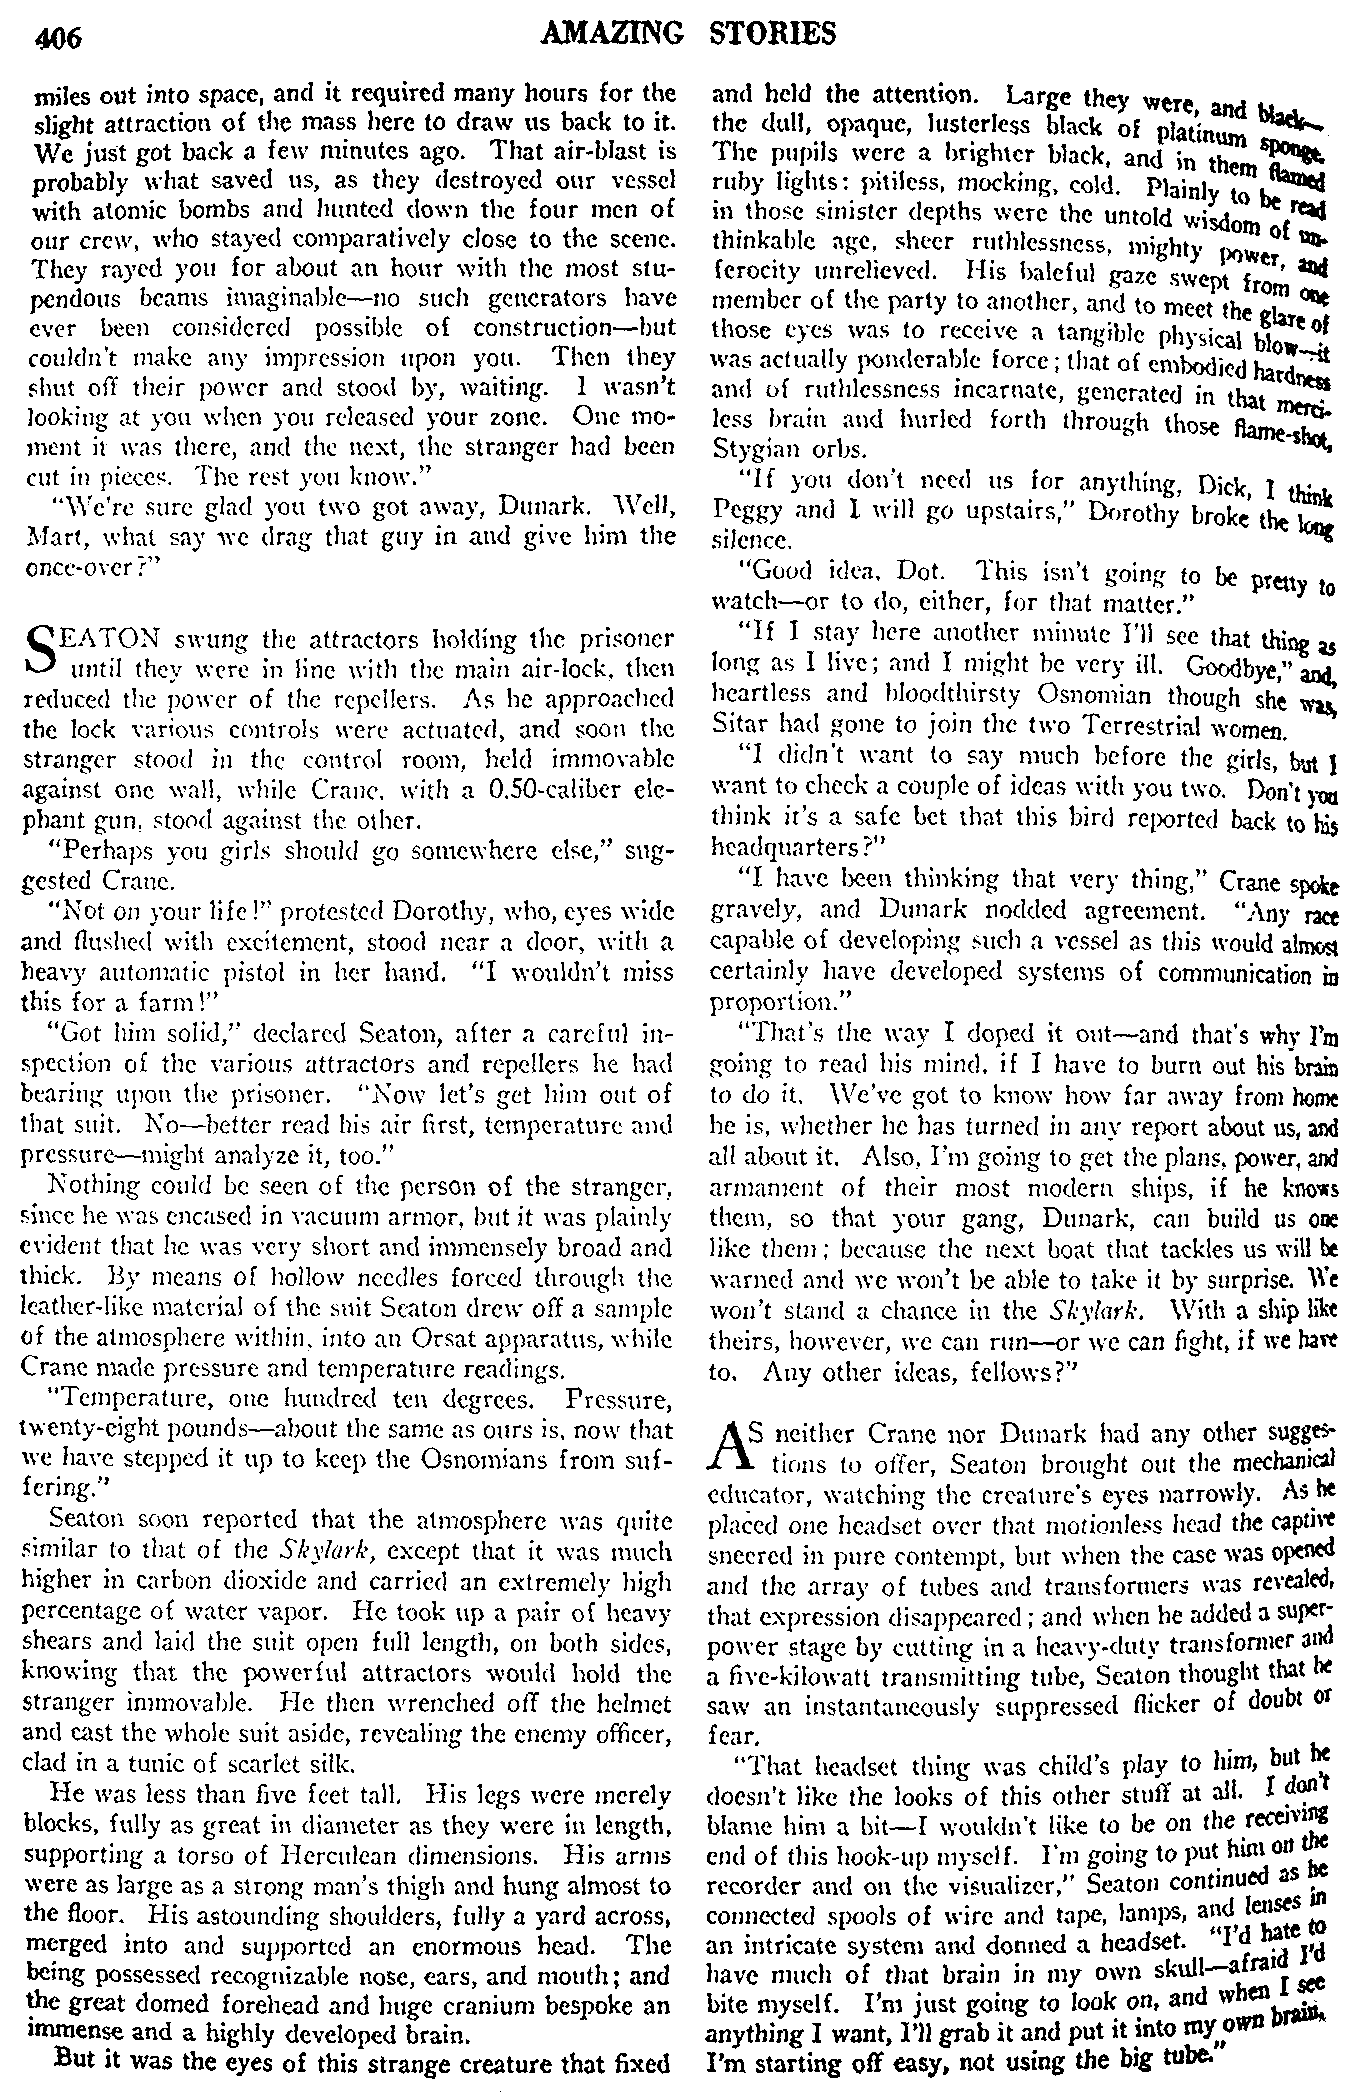 406
AMAZING STORIES
miles out into space, and it required many hours for the
slight attraction of the mass here to draw us back to it.
We just got back a few minutes ago. That air-blast is
probably what saved us, as they destroyed our vessel
with atomic bombs and hunted down the four men of
our crew, who stayed comparatively close to the scene.
They rayed you for about an hour with the most stu-
pendous beams imaginable—no such generators have
ever been considered possible of construction—but
couldn't make any impression upon you. Then they
shut off their power and stood by, waiting. I wasn't
looking at you when you released your zone. One mo-
ment it was there, and the next, the stranger had been
cut in pieces. The rest you know."
"We're sure glad you two got away, Dunark. Well,
Mart, what say we drag that guy in and give him the
once-over?"
SEATON swung the attractors holding the prisoner
until they were in line with the main air-lock, then
reduced the power of the repellers. As he approached
the lock various controls were actuated, and soon the
stranger stood in the control room, held immovable
against one wall, while Crane, with a 0.50-caliber ele-
phant gun, stood against the other.
"Perhaps you girls should go somewhere else," sug-
gested Crane.
"Not on your life!" protested Dorothy, who, eyes wide
and flushed with excitement, stood near a door, with a
heavy automatic pistol in her hand. "I wouldn't miss
this for a farm!"
"Got him solid," declared Seaton, after a careful in-
spection of the various attractors and repellers he had
bearing upon the prisoner. "Now let's get him out of
that suit. No—better read his air first, temperature and
pressure—might analyze it, too."
Nothing could be seen of the person of the stranger,
since he was encased in vacuum armor, but it was plainly
evident that he was very short and immensely broad and
thick. By means of hollow needles forced through the
leather-like material of the suit Seaton drew off a sample
of the atmosphere within, into an Orsat apparatus, while
Crane made pressure and temperature readings.
"Temperature, one hundred ten degrees. Pressure,
twenty-eight pounds—about the same as ours is, now that
we have stepped it up to keep the Osnomians from suf-
fering."
Seaton soon reported that the atmosphere was quite
similar to that of the Skylark, except that it was much
higher in carbon dioxide and carried an extremely high
percentage of water vapor. He took up a pair of heavy
shears and laid the suit open full length, on both sides,
knowing that the powerful attractors would hold the
stranger immovable. He then wrenched off the helmet
and cast the whole suit aside, revealing the enemy officer,
clad in a tunic of scarlet silk.
He was less than five feet tall. His legs were merely
blocks, fully as great in diameter as they were in length,
supporting a torso of Herculean dimensions. His arms
were as large as a strong man's thigh and hung almost to
the floor. His astounding shoulders, fully a yard across,
merged into and supported an enormous head. The
being possessed recognizable nose, ears, and mouth; and
the great domed forehead and huge cranium bespoke an
immense and a highly developed brain.
But it was the eyes of this strange creature that fixed
and held the attention. Large they were, and black—
the dull, opaque, lusterless black of platinum sponge.
The pupils were a brighter black, and in them flamed
ruby lights: pitiless, mocking, cold. Plainly to be read
in those sinister depths were the untold wisdom of un-
thinkable age, sheer ruthlessness, mighty power, and
ferocity unrelieved. His baleful gaze swept from one
member of the party to another, and to meet the glare of
those eyes was to receive a tangible physical blow—it
was actually ponderable force; that of embodied hardness
and of ruthlessness incarnate, generated in that merci-
less brain and hurled forth through those flame-shot,
Stygian orbs.
"If you don't need us for anything, Dick, I think
Peggy and I will go upstairs," Dorothy broke the long
silence.
"Good idea, Dot. This isn't going to be pretty to
watch—or to do, either, for that matter."
"If I stay here another minute I'll see that thing as
long as I live; and I might be very ill. Goodbye," and,
heartless and bloodthirsty Osnomian though she was,
Sitar had gone to join the two Terrestrial women.
"I didn't want to say much before the girls, but I
want to check a couple of ideas with you two. Don't you
think it's a safe bet that this bird reported back to his
headquarters?"
"I have been thinking that very thing," Crane spoke
gravely, and Dunark nodded agreement. "Any race
capable of developing such a vessel as this would almost
certainly have developed systems of communication in
proportion."
"That's the way I doped it out—and that's why I'm
going to read his mind, if I have to burn out his brain
to do it. We've got to know how far away from home
he is, whether he has turned in any report about us, and
all about it. Also, I'm going to get the plans, power, and
armament of their most modern ships, if he knows
them, so that your gang, Dunark, can build us one
like them; because the next boat that tackles us will be
warned and we won't be able to take it by surprise. We
won't stand a chance in the Skylark. With a ship like
theirs, however, we can run—or we can fight, if we have
to. Any other ideas, fellows?"
AS neither Crane nor Dunark had any other sugges-
tions to offer, Seaton brought out the mechanical
educator, watching the creature's eyes narrowly. As he
placed one headset over that motionless head the captive
sneered in pure contempt, but when the case was opened
and the array of tubes and transformers was revealed,
that expression disappeared; and when he added a super-
power stage by cutting in a heavy-duty transformer and
a five-kilowatt transmitting tube, Seaton thought that he
saw an instantaneously suppressed flicker of doubt or
fear.
"That headset thing was child's play to him, but he
doesn't like the looks of this other stuff at all. I don't
blame him a bit—I wouldn't like to be on the receiving
end of this hook-up myself. I'm going to put him on the
recorder and on the visualizer," Seaton continued as he
connected spools of wire and tape, lamps, and lenses in
an intricate system and donned a headset. "I'd hate to
have much of that brain in my own skull—afraid I'd
bite myself. I'm just going to look on, and when I see
anything I want, I'll grab it and put it into my own brain.
I'm starting off easy, not using the big tube."